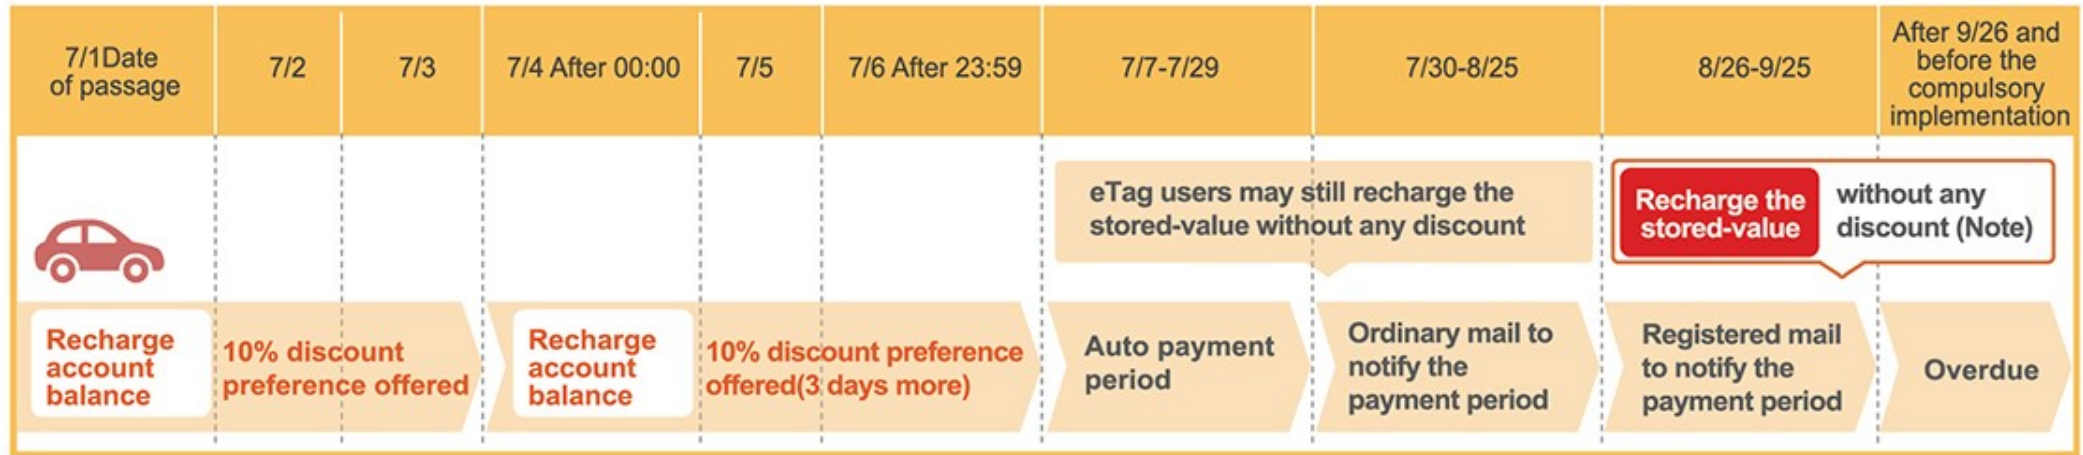 7/1Date
of passage
7/2
7/3
7/4 After 00:00
7/5
7/6 After 23:59
7/7-7/29
7/30-8/25
8/26-9/25
After 9/26 and
before the
compulsory
implementation
eTag users may still recharge the
stored-value without any discount
Recharge the
stored-value
without any
discount (Note)
Recharge
account
balance
10% discount
preference offered
Recharge
account
balance
10% discount preference
offered(3 days more)
Auto payment
period
Ordinary mail to
notify the
payment period
Registered mail
to notify the
payment period
Overdue